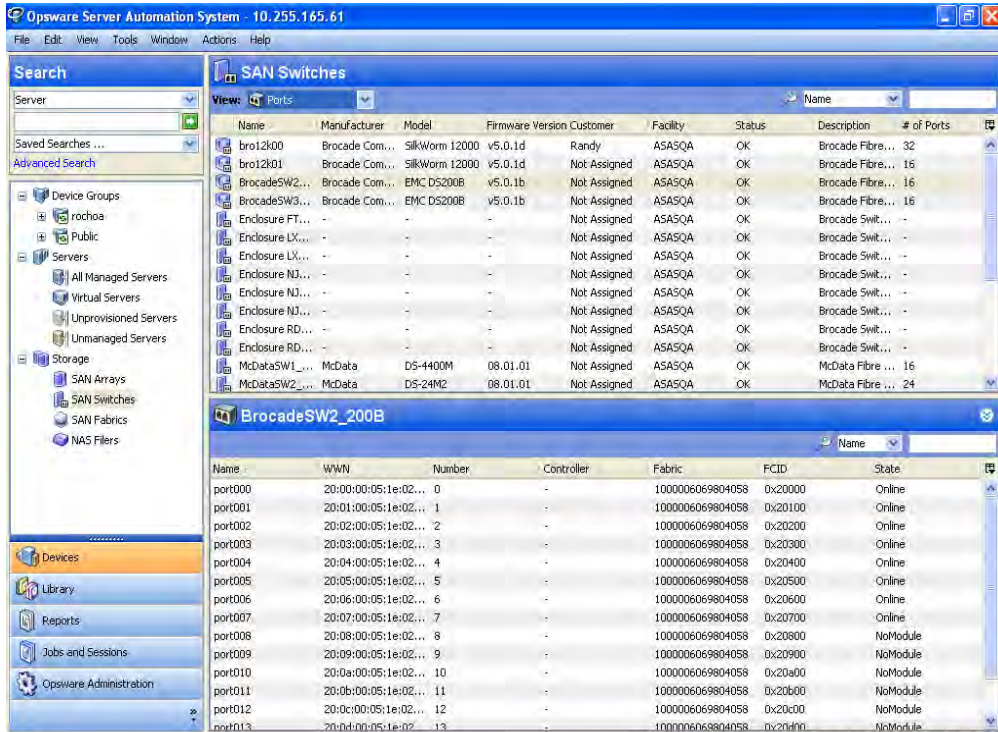 Opsware Server Automation System - 10.255.165.61
File Edit View Tools Window Actions Help
Search
Server
Saved Searches ...
Advanced Search
Device Groups
rochoa
Public
Servers
All Managed Servers
Virtual Servers
Unprovisioned Servers
Unmanaged Servers
Storage
SAN Arrays
SAN Switches
SAN Fabrics
NAS Filers
Devices
Library
Reports
Jobs and Sessions
Opsware Administration
»
SAN Switches
View: Ports Name
Name Manufacturer Model Firmware Version Customer Facility Status Description # of Ports
bro12k00 Brocade Com... SilkWorm 12000 v5.0.1d Randy ASASQA OK Brocade Fibre... 32
bro12k01 Brocade Com... SilkWorm 12000 v5.0.1d Not Assigned ASASQA OK Brocade Fibre... 16
BrocadeSW2... Brocade Com... EMC DS200B v5.0.1b Not Assigned ASASQA OK Brocade Fibre... 16
BrocadeSW3... Brocade Com... EMC DS200B v5.0.1b Not Assigned ASASQA OK Brocade Fibre... 16
Enclosure FT... - - - Not Assigned ASASQA OK Brocade Swit... -
Enclosure LX... - - - Not Assigned ASASQA OK Brocade Swit... -
Enclosure LX... - - - Not Assigned ASASQA OK Brocade Swit... -
Enclosure NJ... - - - Not Assigned ASASQA OK Brocade Swit... -
Enclosure NJ... - - - Not Assigned ASASQA OK Brocade Swit... -
Enclosure NJ... - - - Not Assigned ASASQA OK Brocade Swit... -
Enclosure RD... - - - Not Assigned ASASQA OK Brocade Swit... -
Enclosure RD... - - - Not Assigned ASASQA OK Brocade Swit... -
McDataSW1_... McData DS-4400M 08.01.01 Not Assigned ASASQA OK McData Fibre ... 16
McDataSW2_... McData DS-24M2 08.01.01 Not Assigned ASASQA OK McData Fibre ... 24
BrocadeSW2_200B
Name
Name WWN Number Controller Fabric FCID State
port000 20:00:00:05:1e:02... 0 - 1000006069804058 0x20000 Online
port001 20:01:00:05:1e:02... 1 - 1000006069804058 0x20100 Online
port002 20:02:00:05:1e:02... 2 - 1000006069804058 0x20200 Online
port003 20:03:00:05:1e:02... 3 - 1000006069804058 0x20300 Online
port004 20:04:00:05:1e:02... 4 - 1000006069804058 0x20400 Online
port005 20:05:00:05:1e:02... 5 - 1000006069804058 0x20500 Online
port006 20:06:00:05:1e:02... 6 - 1000006069804058 0x20600 Online
port007 20:07:00:05:1e:02... 7 - 1000006069804058 0x20700 Online
port008 20:08:00:05:1e:02... 8 - 1000006069804058 0x20800 NoModule
port009 20:09:00:05:1e:02... 9 - 1000006069804058 0x20900 NoModule
port010 20:0a:00:05:1e:02... 10 - 1000006069804058 0x20a00 NoModule
port011 20:0b:00:05:1e:02... 11 - 1000006069804058 0x20b00 NoModule
port012 20:0c:00:05:1e:02... 12 - 1000006069804058 0x20c00 NoModule
port013 20:0d:00:05:1e:02... 13 - 1000006069804058 0x20d00 NoModule